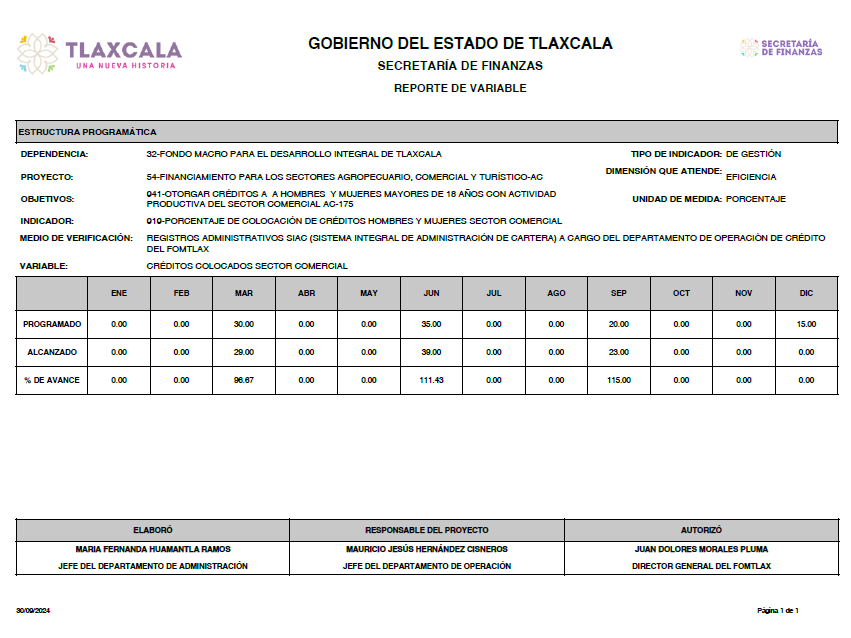 TLAXCALA
UNA NUEVA HISTORIA
GOBIERNO DEL ESTADO DE TLAXCALA
SECRETARÍA DE FINANZAS
REPORTE DE VARIABLE
SECRETARÍA
DE FINANZAS
ESTRUCTURA PROGRAMÁTICA
DEPENDENCIA: 32-FONDO MACRO PARA EL DESARROLLO INTEGRAL DE TLAXCALA TIPO DE INDICADOR: DE GESTIÓN
PROYECTO: 54-FINANCIAMIENTO PARA LOS SECTORES AGROPECUARIO, COMERCIAL Y TURÍSTICO-AC DIMENSIÓN QUE ATIENDE: EFICIENCIA
OBJETIVOS: 941-OTORGAR CRÉDITOS A A HOMBRES Y MUJERES MAYORES DE 18 AÑOS CON ACTIVIDAD
PRODUCTIVA DEL SECTOR COMERCIAL AC-175 UNIDAD DE MEDIDA: PORCENTAJE
INDICADOR: 919-PORCENTAJE DE COLOCACIÓN DE CRÉDITOS HOMBRES Y MUJERES SECTOR COMERCIAL
MEDIO DE VERIFICACIÓN: REGISTROS ADMINISTRATIVOS SIAC (SISTEMA INTEGRAL DE ADMINISTRACIÓN DE CARTERA) A CARGO DEL DEPARTAMENTO DE OPERACIÒN DE CRÉDITO
DEL FOMTLAX
VARIABLE: CRÉDITOS COLOCADOS SECTOR COMERCIAL
ENE FEB MAR ABR MAY JUN JUL AGO SEP OCT NOV DIC
PROGRAMADO 0.00 0.00 30.00 0.00 0.00 35.00 0.00 0.00 20.00 0.00 0.00 15.00
ALCANZADO 0.00 0.00 29.00 0.00 0.00 39.00 0.00 0.00 23.00 0.00 0.00 0.00
% DE AVANCE 0.00 0.00 96.67 0.00 0.00 111.43 0.00 0.00 115.00 0.00 0.00 0.00
ELABORÓ RESPONSABLE DEL PROYECTO AUTORIZÓ
MARIA FERNANDA HUAMANTLA RAMOS MAURICIO JESÚS HERNÁNDEZ CISNEROS JUAN DOLORES MORALES PLUMA
JEFE DEL DEPARTAMENTO DE ADMINISTRACIÓN JEFE DEL DEPARTAMENTO DE OPERACIÓN DIRECTOR GENERAL DEL FOMTLAX
30/09/2024 Página 1 de 1